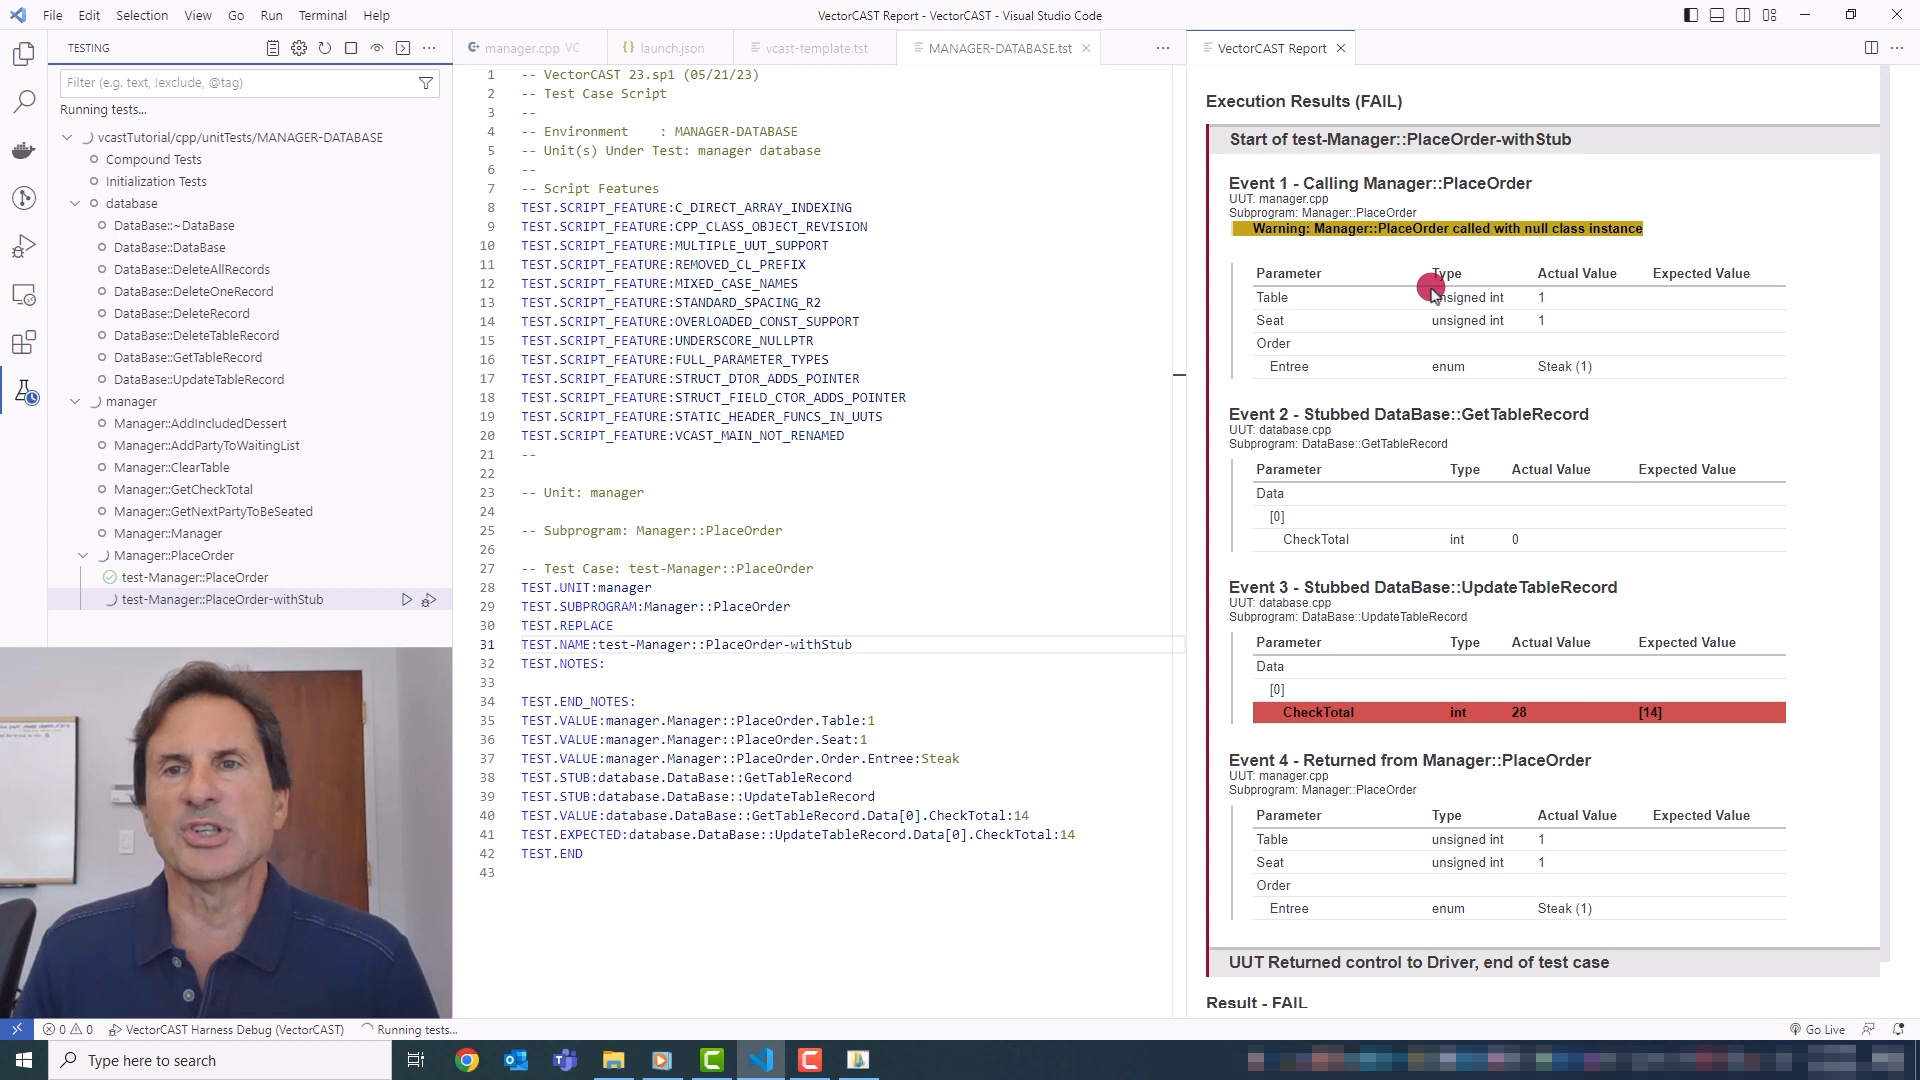 File Edit Selection View Go Run Terminal Help
VectorCAST Report - VectorCAST - Visual Studio Code
TESTING
Filter (e.g. text, !exclude, @tag)
Running tests...
vcastTutorial/cpp/unitTests/MANAGER-DATABASE
Compound Tests
Initialization Tests
database
DataBase::~DataBase
DataBase::DataBase
DataBase::DeleteAllRecords
DataBase::DeleteOneRecord
DataBase::DeleteRecord
DataBase::DeleteTableRecord
DataBase::GetTableRecord
DataBase::UpdateTableRecord
manager
Manager::AddIncludedDessert
Manager::AddPartyToWaitingList
Manager::ClearTable
Manager::GetCheckTotal
Manager::GetNextPartyToBeSeated
Manager::Manager
Manager::PlaceOrder
test-Manager::PlaceOrder
test-Manager::PlaceOrder-withStub
manager.cpp VC
launch.json
vcast-template.tst
MANAGER-DATABASE.tst
1 -- VectorCAST 23.sp1 (05/21/23)
2 -- Test Case Script
3 --
4 -- Environment    : MANAGER-DATABASE
5 -- Unit(s) Under Test: manager database
6 --
7 -- Script Features
8 TEST.SCRIPT_FEATURE:C_DIRECT_ARRAY_INDEXING
9 TEST.SCRIPT_FEATURE:CPP_CLASS_OBJECT_REVISION
10 TEST.SCRIPT_FEATURE:MULTIPLE_UUT_SUPPORT
11 TEST.SCRIPT_FEATURE:REMOVED_CL_PREFIX
12 TEST.SCRIPT_FEATURE:MIXED_CASE_NAMES
13 TEST.SCRIPT_FEATURE:STANDARD_SPACING_R2
14 TEST.SCRIPT_FEATURE:OVERLOADED_CONST_SUPPORT
15 TEST.SCRIPT_FEATURE:UNDERSCORE_NULLPTR
16 TEST.SCRIPT_FEATURE:FULL_PARAMETER_TYPES
17 TEST.SCRIPT_FEATURE:STRUCT_DTOR_ADDS_POINTER
18 TEST.SCRIPT_FEATURE:STRUCT_FIELD_CTOR_ADDS_POINTER
19 TEST.SCRIPT_FEATURE:STATIC_HEADER_FUNCS_IN_UUTS
20 TEST.SCRIPT_FEATURE:VCAST_MAIN_NOT_RENAMED
21 --
22
23 -- Unit: manager
24
25 -- Subprogram: Manager::PlaceOrder
26
27 -- Test Case: test-Manager::PlaceOrder
28 TEST.UNIT:manager
29 TEST.SUBPROGRAM:Manager::PlaceOrder
30 TEST.REPLACE
31 TEST.NAME:test-Manager::PlaceOrder-withStub
32 TEST.NOTES:
33
34 TEST.END_NOTES:
35 TEST.VALUE:manager.Manager::PlaceOrder.Table:1
36 TEST.VALUE:manager.Manager::PlaceOrder.Seat:1
37 TEST.VALUE:manager.Manager::PlaceOrder.Order.Entree:Steak
38 TEST.STUB:database.DataBase::GetTableRecord
39 TEST.STUB:database.DataBase::UpdateTableRecord
40 TEST.VALUE:database.DataBase::GetTableRecord.Data[0].CheckTotal:14
41 TEST.EXPECTED:database.DataBase::UpdateTableRecord.Data[0].CheckTotal:14
42 TEST.END
43
VectorCAST Report
Execution Results (FAIL)
Start of test-Manager::PlaceOrder-withStub
Event 1 - Calling Manager::PlaceOrder
UUT: manager.cpp
Subprogram: Manager::PlaceOrder
Warning: Manager::PlaceOrder called with null class instance
Parameter Type Actual Value Expected Value
Table unsigned int 1
Seat unsigned int 1
Order
Entree enum Steak (1)
Event 2 - Stubbed DataBase::GetTableRecord
UUT: database.cpp
Subprogram: DataBase::GetTableRecord
Parameter Type Actual Value Expected Value
Data
[0]
CheckTotal int 0
Event 3 - Stubbed DataBase::UpdateTableRecord
UUT: database.cpp
Subprogram: DataBase::UpdateTableRecord
Parameter Type Actual Value Expected Value
Data
[0]
CheckTotal int 28 [14]
Event 4 - Returned from Manager::PlaceOrder
UUT: manager.cpp
Subprogram: Manager::PlaceOrder
Parameter Type Actual Value Expected Value
Table unsigned int 1
Seat unsigned int 1
Order
Entree enum Steak (1)
UUT Returned control to Driver, end of test case
Result - FAIL
0 0 VectorCAST Harness Debug (VectorCAST) Running tests...
Go Live
Type here to search